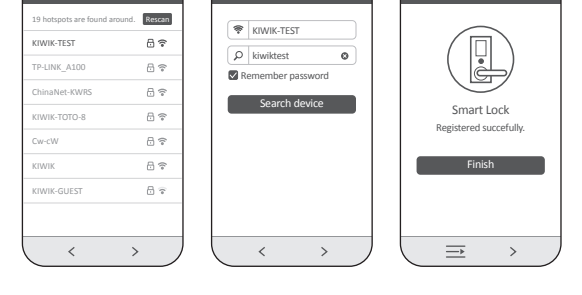 19 hotspots are found around. Rescan
KIWIK-TEST
TP-LINK_A100
ChinaNet-KWRS
KIWIK-TOTO-8
Cw-cW
KIWIK
KIWIK-GUEST
KIWIK-TEST
kiwiktest
Remember password
Search device
Smart Lock
Registered succefully.
Finish